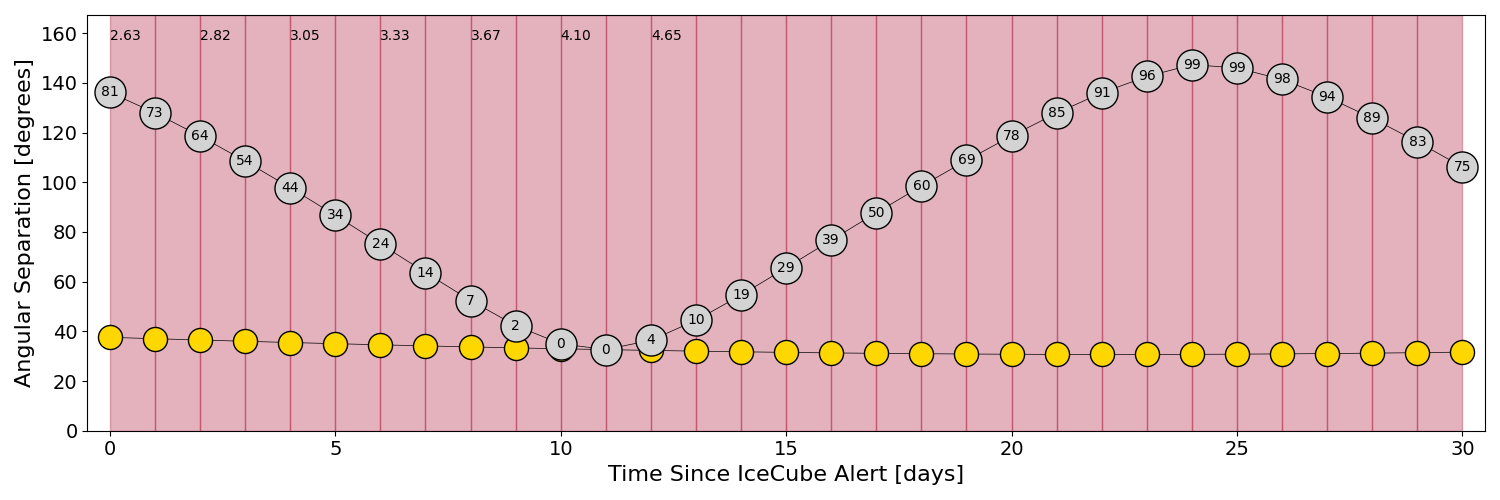 160
140
120
100
80
60
40
20
0
Angular Separation [degrees]
2.63 2.82 3.05 3.33 3.67 4.10 4.65
81 73 64 54 44 34 24 14 7 2 0 0 4 10 19 29 39 50 60 69 78 85 91 96 99 99 98 94 89 83 75
0 5 10 15 20 25 30
Time Since IceCube Alert [days]